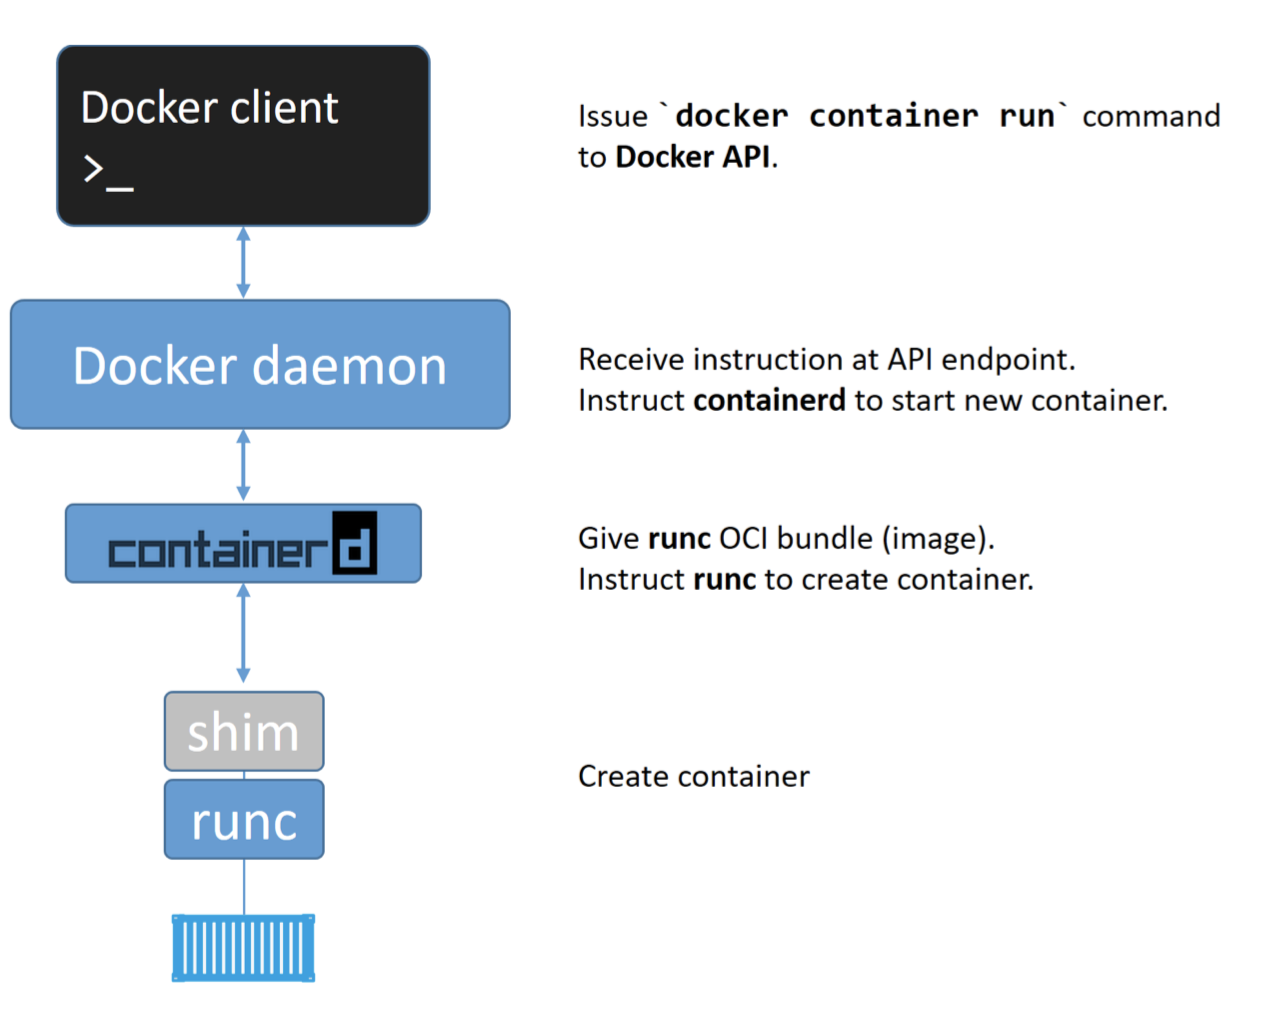 Docker client
>_
Issue `docker container run` command
to Docker API.
Docker daemon
Receive instruction at API endpoint.
Instruct containerd to start new container.
containerd
Give runc OCI bundle (image).
Instruct runc to create container.
shim
Create container
runc